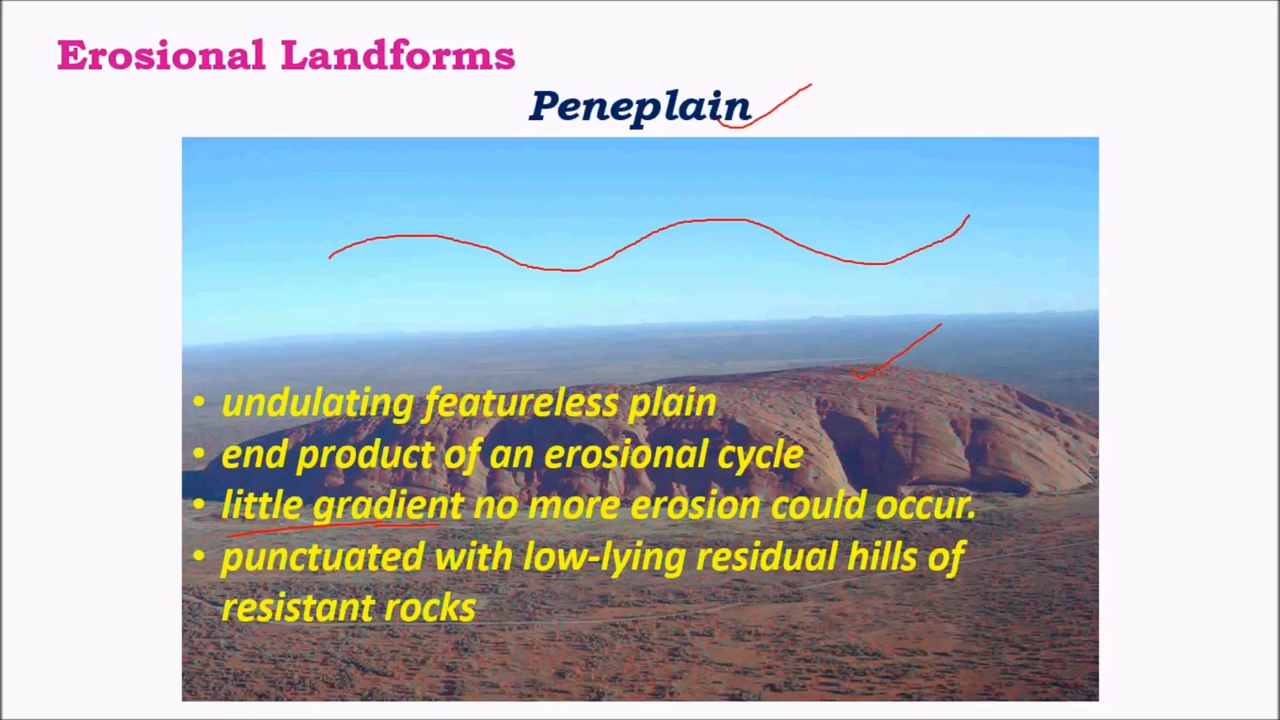 Erosional Landforms
Peneplain
• undulating featureless plain
• end product of an erosional cycle
• little gradient no more erosion could occur.
• punctuated with low-lying residual hills of
resistant rocks